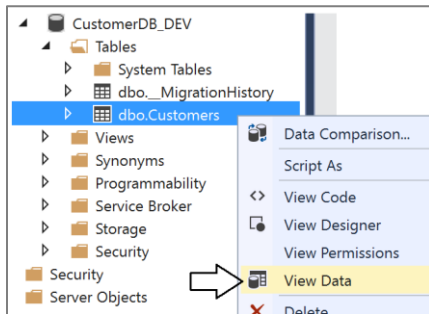 CustomerDB_DEV
Tables
System Tables
dbo.__MigrationHistory
dbo.Customers
Views
Synonyms
Programmability
Service Broker
Storage
Security
Security
Server Objects
Data Comparison...
Script As
View Code
View Designer
View Permissions
View Data
Delete